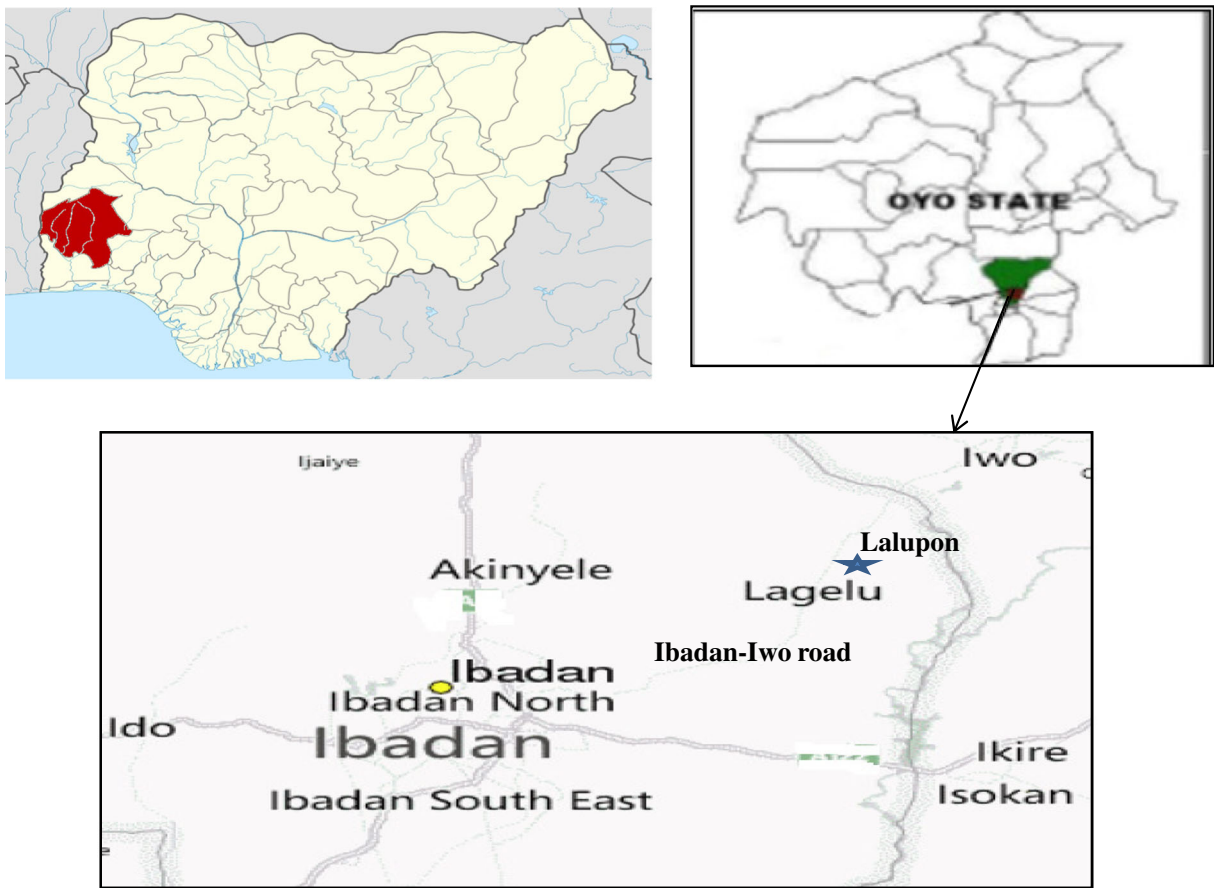 OYO STATE
Ijaiye
Iwo
Lalupon
Akinyele
Lagelu
Ibadan-Iwo road
Ibadan
Ibadan North
Ido
Ibadan
Ikire
Ibadan South East
Isokan